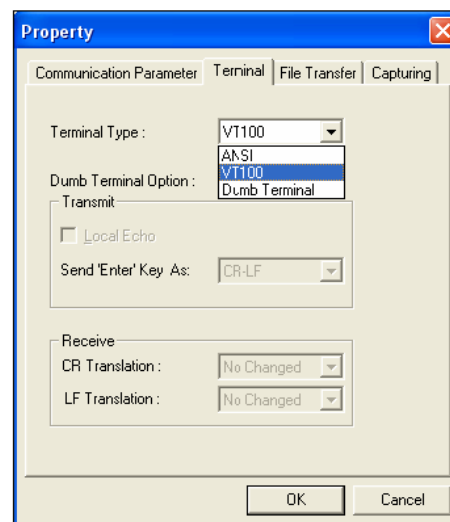 Property
Communication Parameter Terminal File Transfer Capturing
Terminal Type : VT100
ANSI
VT100
Dumb Terminal
Dumb Terminal Option :
Transmit
Local Echo
Send 'Enter' Key As: CR-LF
Receive
CR Translation : No Changed
LF Translation : No Changed
OK Cancel